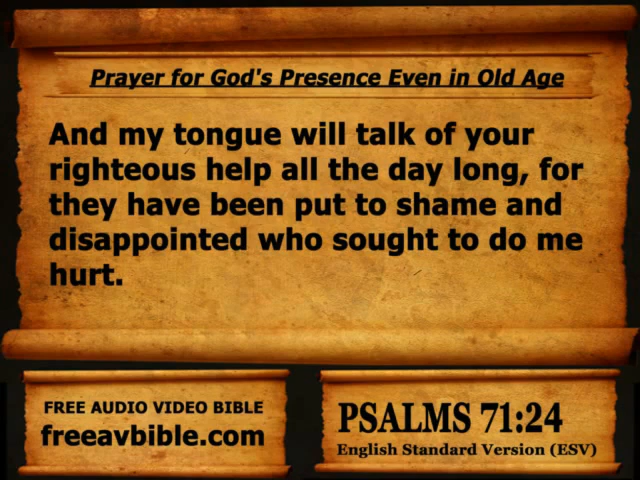 Prayer for God's Presence Even in Old Age
And my tongue will talk of your
righteous help all the day long, for
they have been put to shame and
disappointed who sought to do me
hurt.
FREE AUDIO VIDEO BIBLE
freeavbible.com
PSALMS 71:24
English Standard Version (ESV)